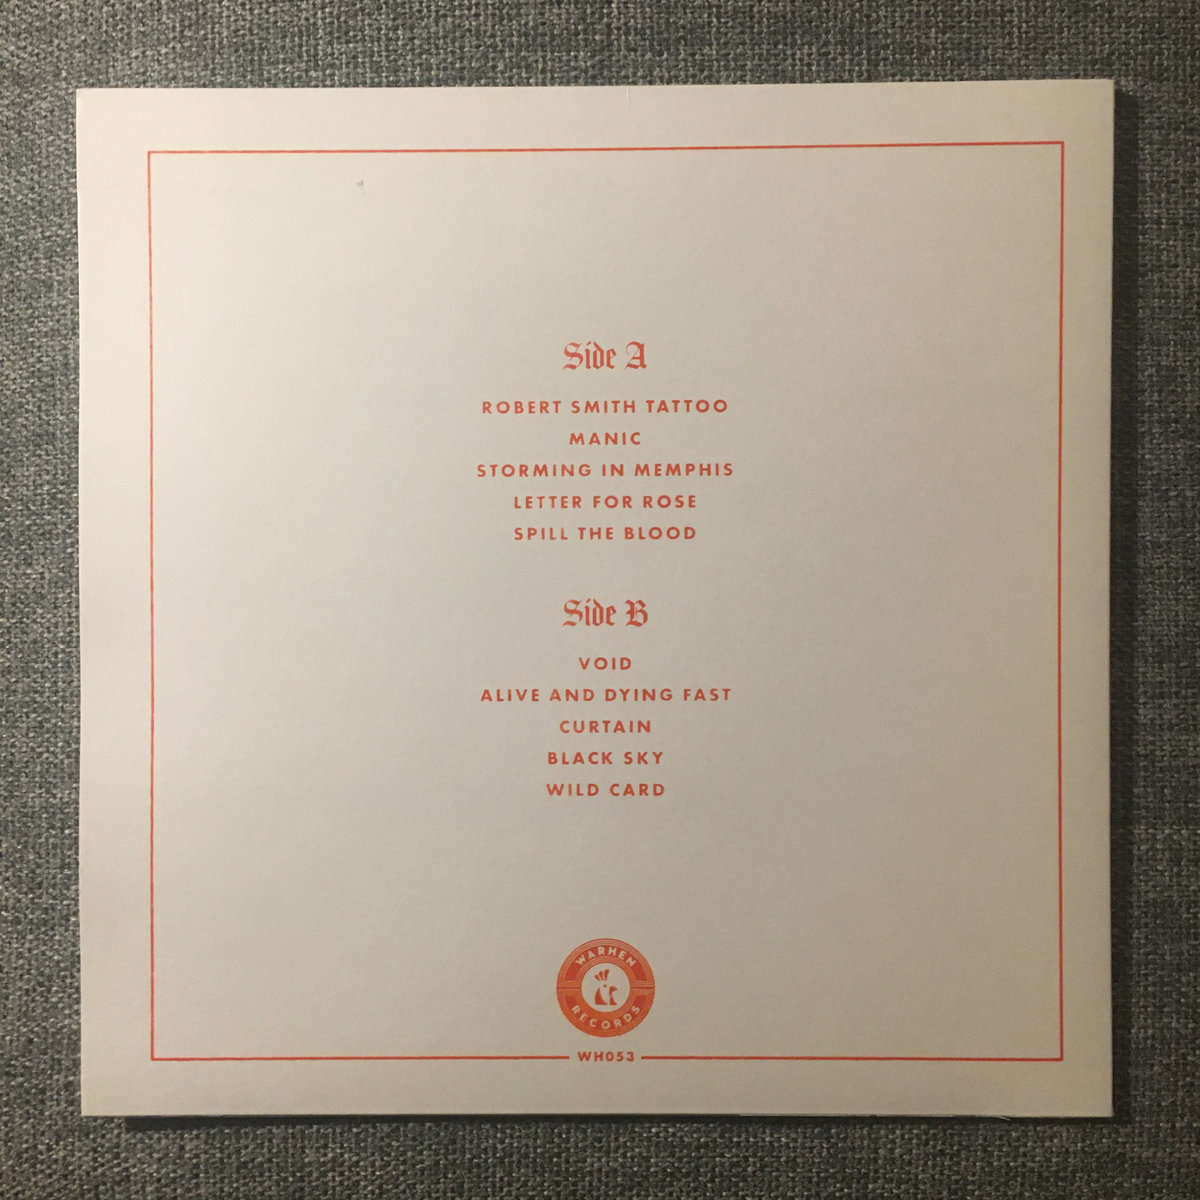 Side A
ROBERT SMITH TATTOO
MANIC
STORMING IN MEMPHIS
LETTER FOR ROSE
SPILL THE BLOOD
Side B
VOID
ALIVE AND DYING FAST
CURTAIN
BLACK SKY
WILD CARD
WARHEN
RECORDS
WH053